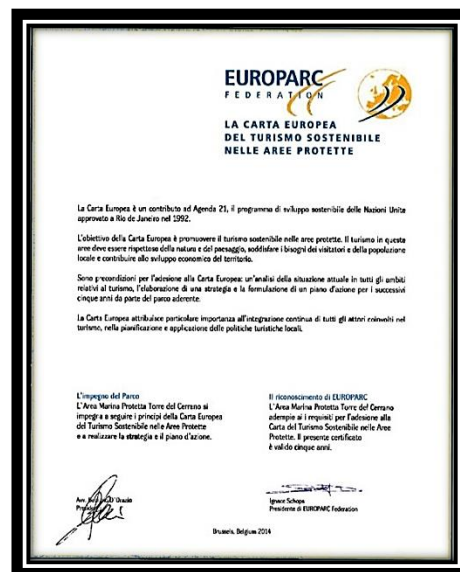 EUROPARC
FEDERATION
LA CARTA EUROPEA
DEL TURISMO SOSTENIBILE
NELLE AREE PROTETTE
La Carta Europea è un contributo ad Agenda 21, il programma di sviluppo sostenibile delle Nazioni Unite
approvato a Rio de Janeiro nel 1992.
L'obiettivo della Carta Europea è promuovere il turismo sostenibile nelle aree protette. Il turismo in queste
aree deve essere rispettoso della natura e del paesaggio, soddisfare i bisogni dei visitatori e della popolazione
locale e contribuire allo sviluppo economico del territorio.
Sono precondizioni per l'adesione alla Carta Europea: un'analisi della situazione attuale in tutti gli ambiti
relativi al turismo, l'elaborazione di una strategia e la formulazione di un piano d'azione per i successivi
cinque anni da parte del parco aderente.
La Carta Europea attribuisce particolare importanza all'integrazione continua di tutti gli attori coinvolti nel
turismo, nella pianificazione e applicazione delle politiche turistiche locali.
L'impegno del Parco
L'Area Marina Protetta Torre del Cerrano si
impegna a seguire i principi della Carta Europea
del Turismo Sostenibile nelle Aree Protette
e a realizzare la strategia e il piano d'azione.
Il riconoscimento di EUROPARC
L'Area Marina Protetta Torre del Cerrano
adempie ai requisiti per l'adesione alla
Carta del Turismo Sostenibile nelle Aree
Protette. Il presente certificato
è valido cinque anni.
Avv. D'Orazio
Ignace Schops
Presidente di EUROPARC Federation
Brussels, Belgium 2014